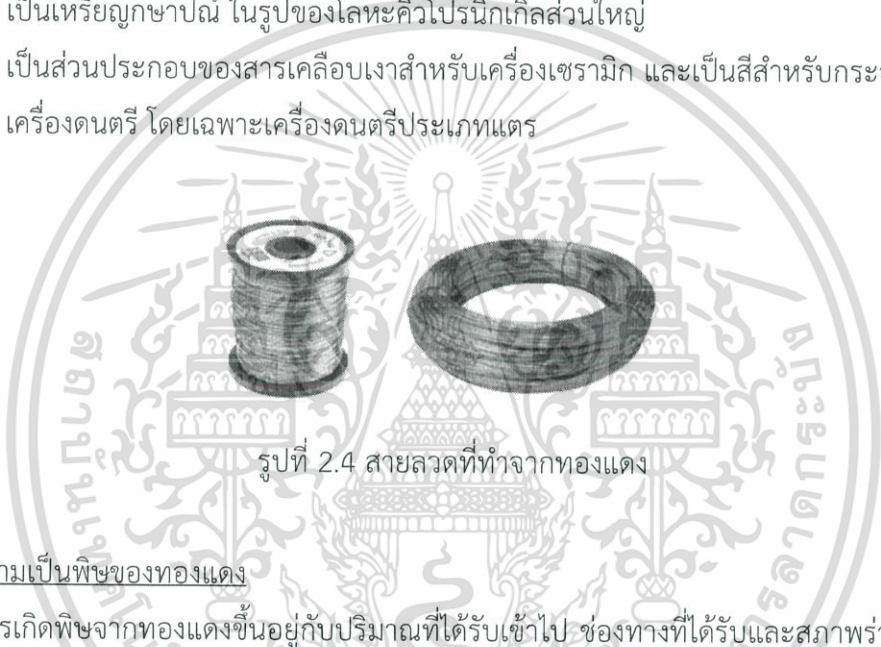 เป็นเหรียญกษาปณ์ ในรูปของโลหะคิวโปรนิกเกิลส่วนใหญ่
เป็นส่วนประกอบของสารเคลือบเงาสำหรับเครื่องเซรามิก และเป็นสีสำหรับกระ
เครื่องดนตรี โดยเฉพาะเครื่องดนตรีประเภทแตร
รูปที่ 2.4 สายลวดที่ทำจากทองแดง
ามเป็นพิษของทองแดง
รเกิดพิษจากทองแดงขึ้นอยู่กับปริมาณที่ได้รับเข้าไป ช่องทางที่ได้รับและสภาพร่